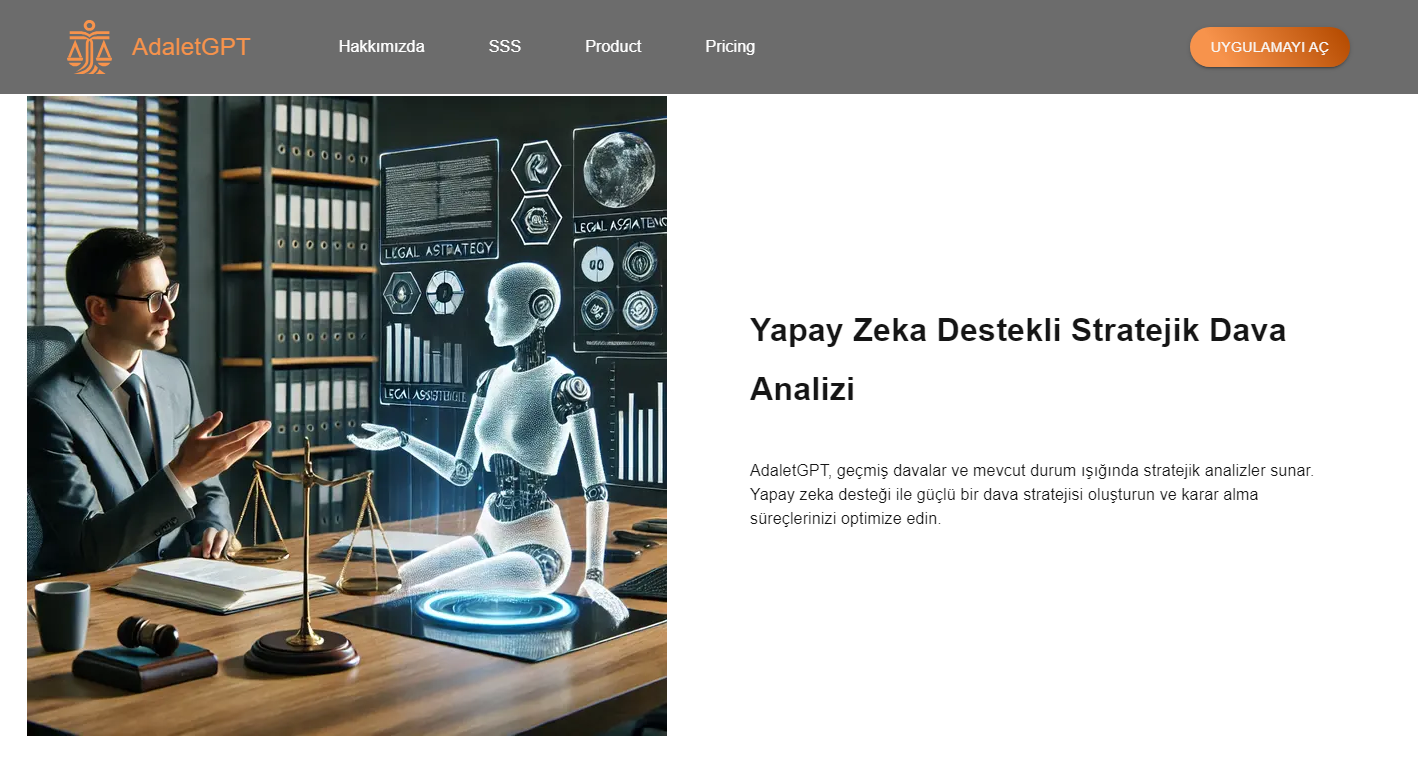 AdaletGPT
Hakkımızda
SSS
Product
Pricing
UYGULAMAYI AÇ
LEGAL ASTRATEGY
LEGAL
LEGAL
Yapay Zeka Destekli Stratejik Dava
Analizi
AdaletGPT, geçmiş davalar ve mevcut durum ışığında stratejik analizler sunar.
Yapay zeka desteği ile güçlü bir dava stratejisi oluşturun ve karar alma
süreçlerinizi optimize edin.